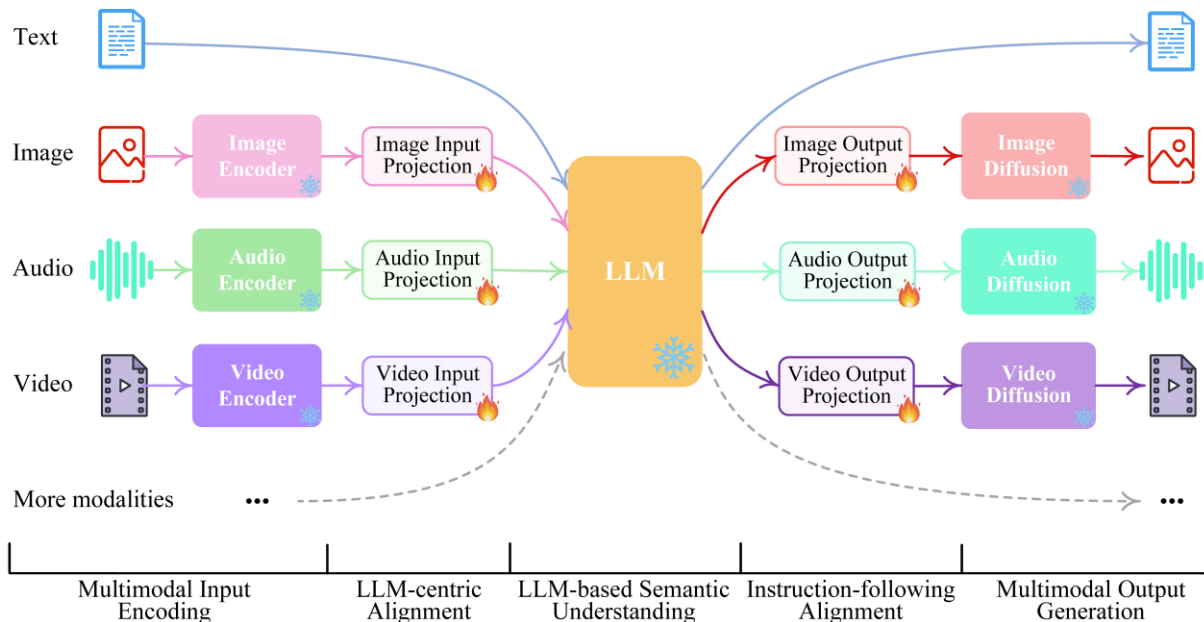 Text
Image
Image
Encoder
Image Input
Projection
Image Output
Projection
Image
Diffusion
Audio
Audio
Encoder
Audio Input
Projection
LLM
Audio Output
Projection
Audio
Diffusion
Video
Video
Encoder
Video Input
Projection
Video Output
Projection
Video
Diffusion
More modalities ...
...
Multimodal Input
Encoding
LLM-centric
Alignment
LLM-based Semantic
Understanding
Instruction-following
Alignment
Multimodal Output
Generation